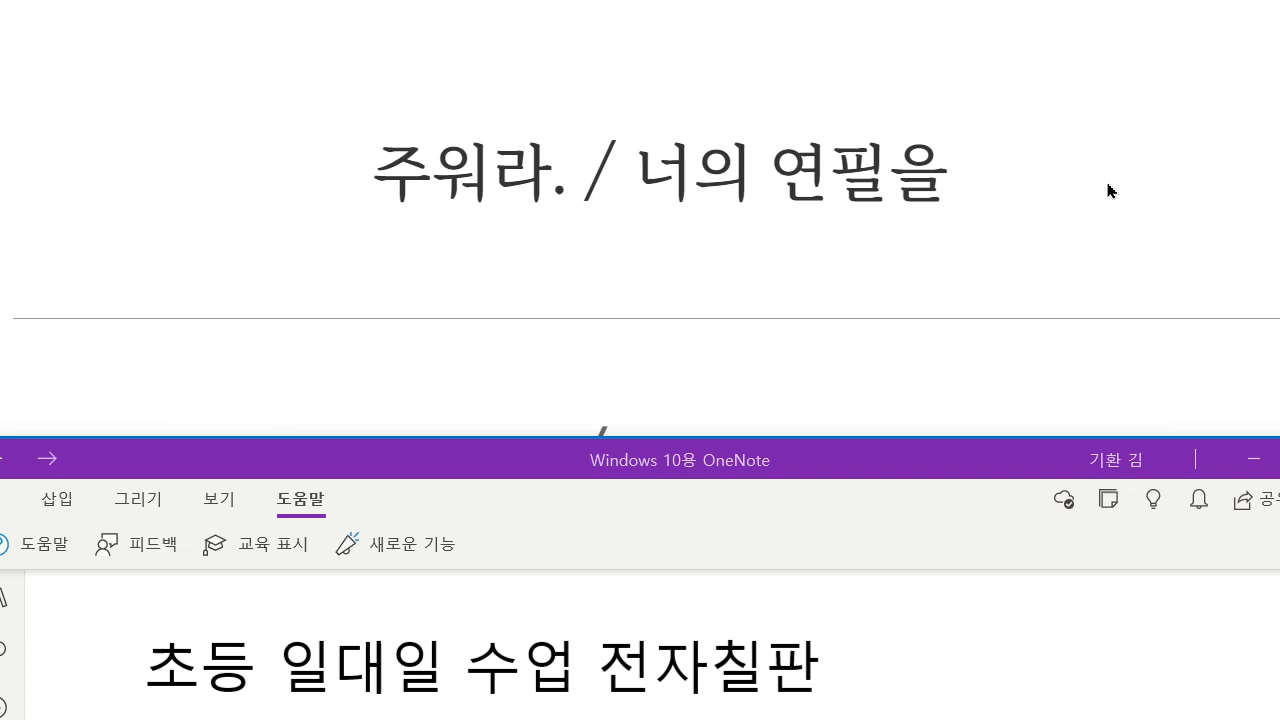 주워라. / 너의 연필을
Windows 10용 OneNote
기환 김
삽입 그리기 보기 도움말
도움말 피드백 교육 표시 새로운 기능
초등 일대일 수업 전자칠판